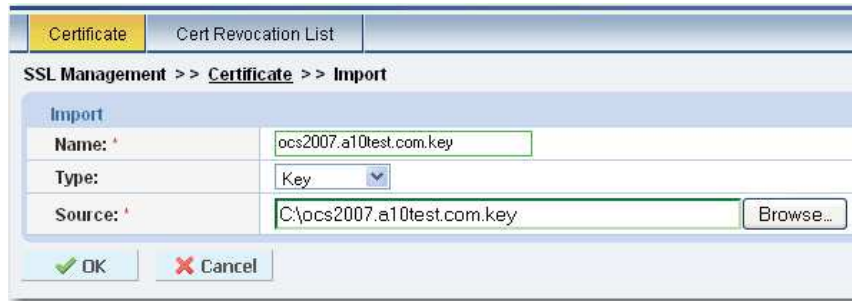 Certificate Cert Revocation List
SSL Management >> Certificate >> Import
Import
Name: * ocs2007.a10test.com.key
Type: Key
Source: * C:\ocs2007.a10test.com.key Browse...
OK Cancel